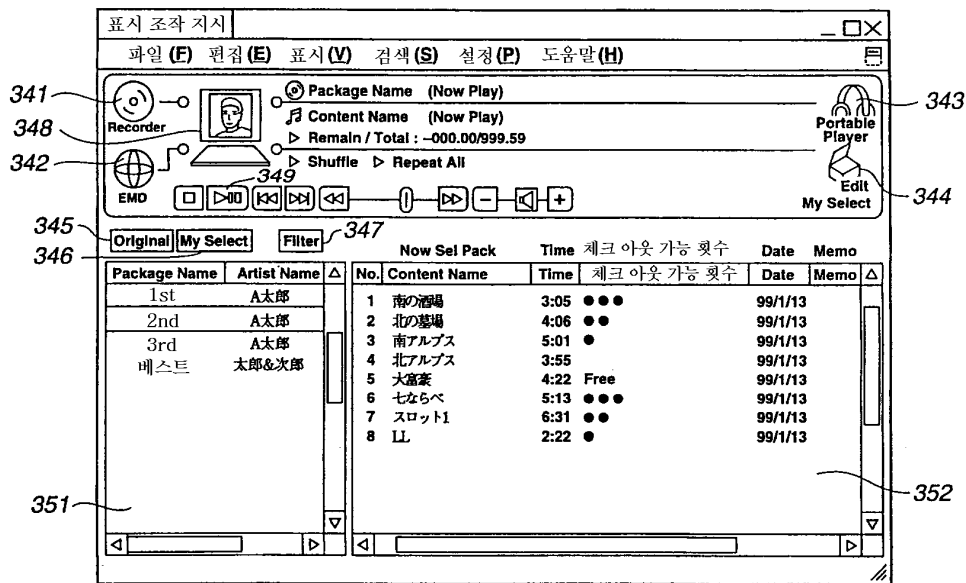 표시 조작 지시
파일 (F) 편집 (E) 표시 (V) 검색 (S) 설정 (P) 도움말 (H)
341
Recorder
348
342
EMD
349
Package Name (Now Play)
Content Name (Now Play)
Remain / Total : –000.00/999.59
Shuffle Repeat All
343
Portable Player
344
Edit
My Select
345
346
Original My Select Filter
347
Now Sel Pack Time 체크 아웃 가능 횟수 Date Memo
Package Name Artist Name
1st A太郎
2nd A太郎
3rd A太郎
베스트 太郎&次郎
No. Content Name Time 체크 아웃 가능 횟수 Date Memo
1 南の酒場 3:05 ●●● 99/1/13
2 北の墓場 4:06 ●● 99/1/13
3 南アルプス 5:01 ● 99/1/13
4 北アルプス 3:55 99/1/13
5 大富豪 4:22 Free 99/1/13
6 七ならべ 5:13 ●●● 99/1/13
7 スロット1 6:31 ●● 99/1/13
8 LL 2:22 ● 99/1/13
351
352